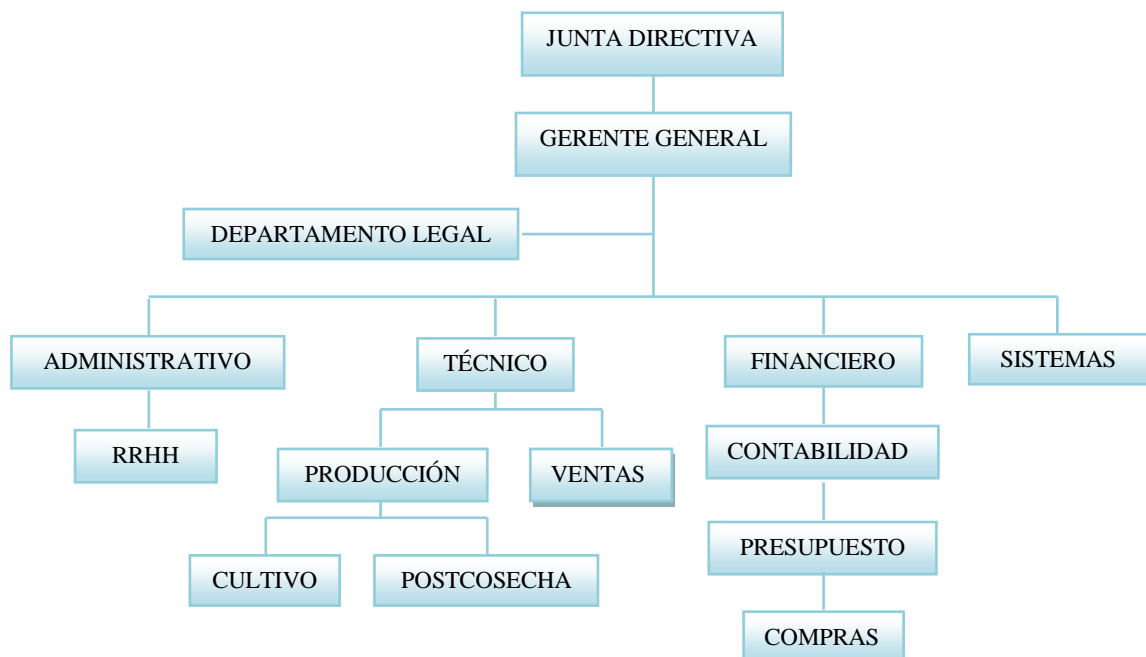 JUNTA DIRECTIVA
GERENTE GENERAL
DEPARTAMENTO LEGAL
ADMINISTRATIVO
TÉCNICO
FINANCIERO
SISTEMAS
RRHH
PRODUCCIÓN
VENTAS
CONTABILIDAD
CULTIVO
POSTCOSECHA
PRESUPUESTO
COMPRAS